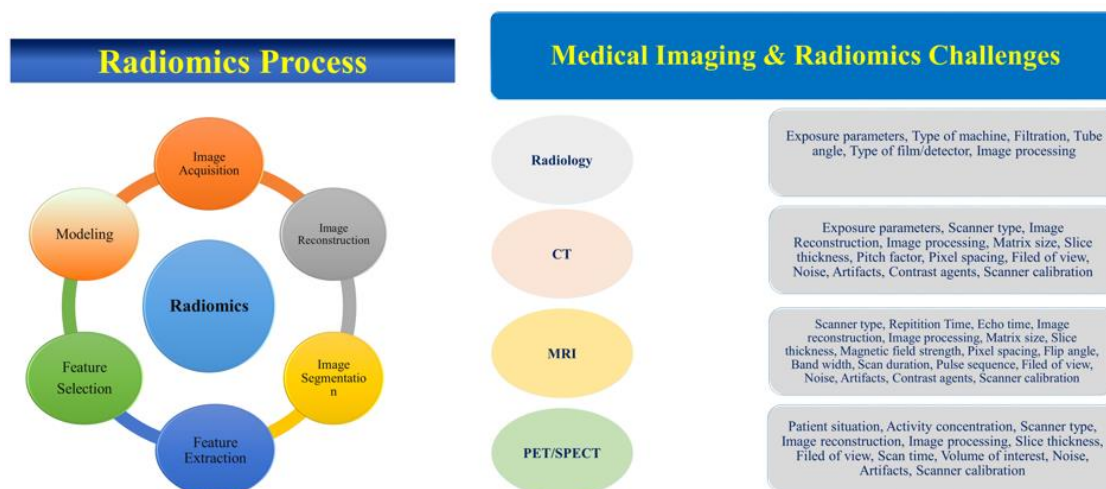 Radiomics Process
Image
Acquisition
Image
Reconstruction
Image
Segmentatio
n
Feature
Extraction
Feature
Selection
Modeling
Radiomics
Medical Imaging & Radiomics Challenges
Radiology
Exposure parameters, Type of machine, Filtration, Tube
angle, Type of film/detector, Image processing
CT
Exposure parameters, Scanner type, Image
Reconstruction, Image processing, Matrix size, Slice
thickness, Pitch factor, Pixel spacing, Filed of view,
Noise, Artifacts, Contrast agents, Scanner calibration
MRI
Scanner type, Repitition Time, Echo time, Image
reconstruction, Image processing, Matrix size, Slice
thickness, Magnetic field strength, Pixel spacing, Flip angle,
Band width, Scan duration, Pulse sequence, Filed of view,
Noise, Artifacts, Contrast agents, Scanner calibration
PET/SPECT
Patient situation, Activity concentration, Scanner type,
Image reconstruction, Image processing, Slice thickness,
Filed of view, Scan time, Volume of interest, Noise,
Artifacts, Scanner calibration